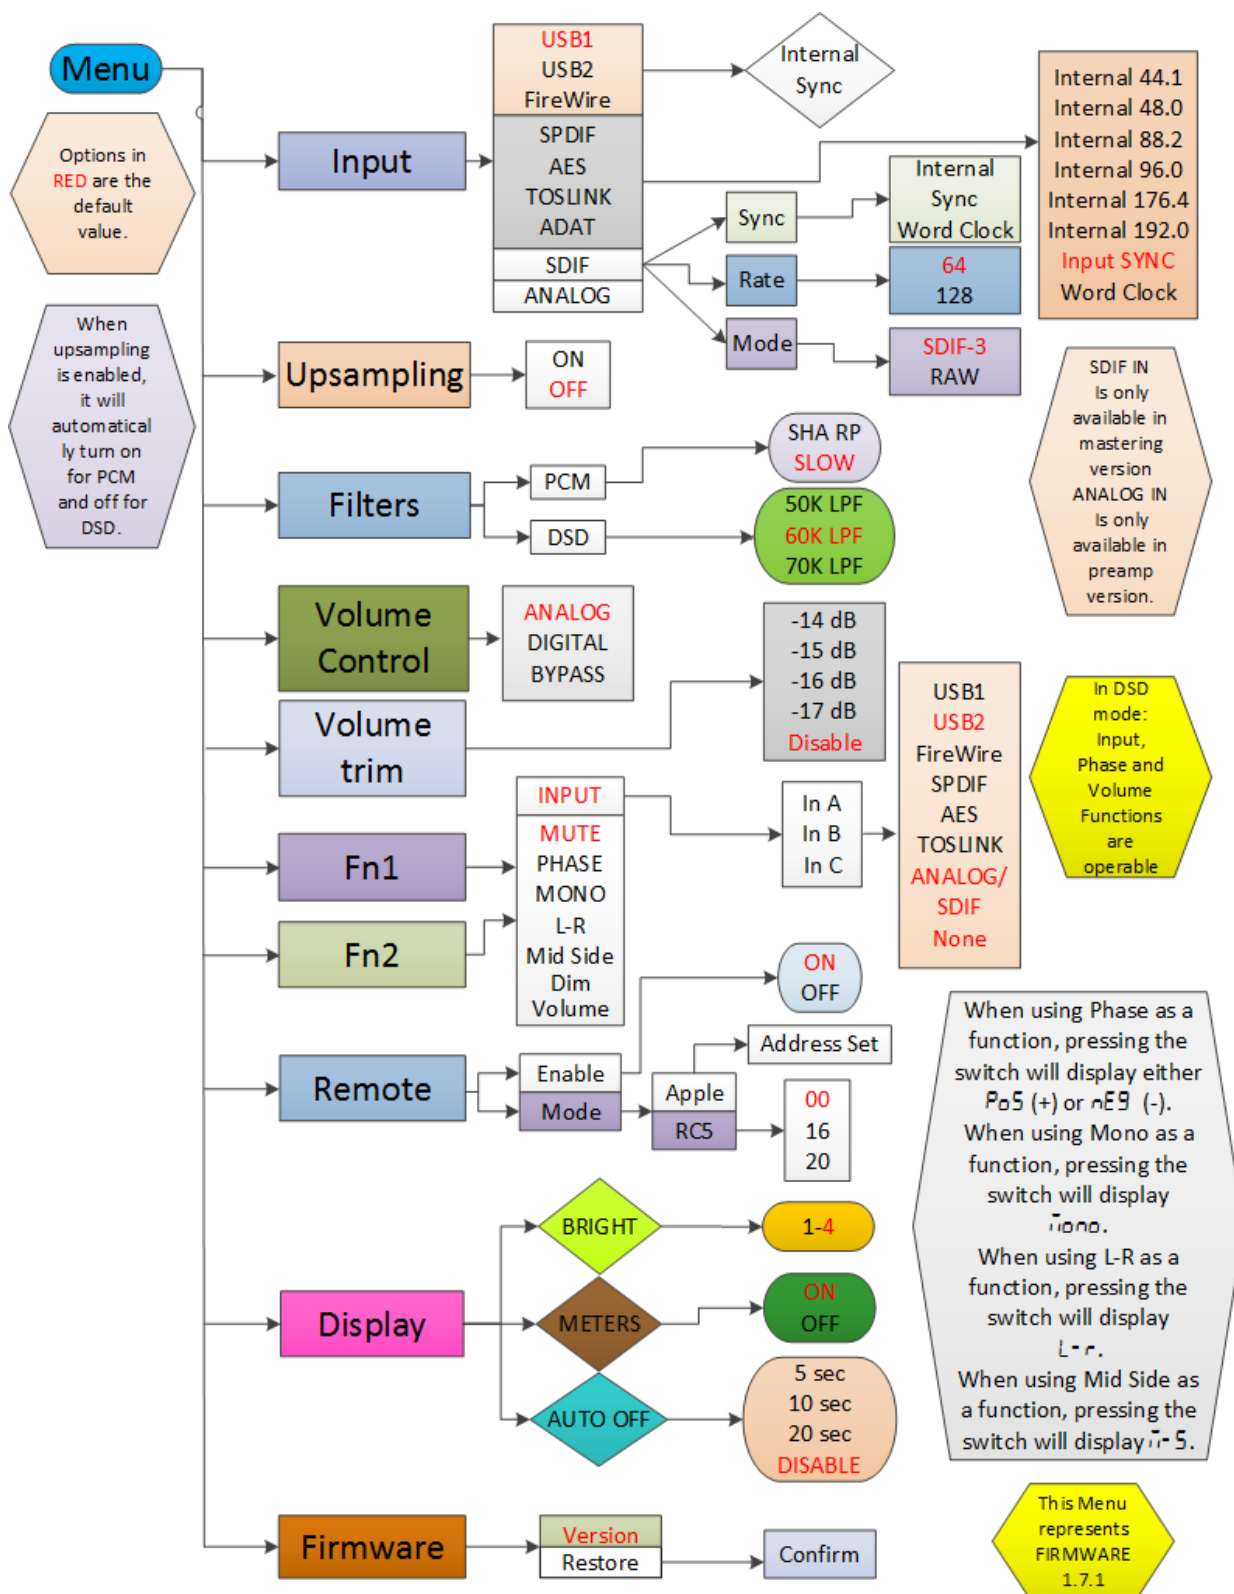 Menu
Options in
RED are the
default
value.
When
upsampling
is enabled,
it will
automatical
ly turn on
for PCM
and off for
DSD.
Input
USB1
USB2
FireWire
SPDIF
AES
TOSLINK
ADAT
SDIF
ANALOG
Internal
Sync
Sync
Rate
Mode
Internal
Sync
Word Clock
64
128
SDIF-3
RAW
Internal 44.1
Internal 48.0
Internal 88.2
Internal 96.0
Internal 176.4
Internal 192.0
Input SYNC
Word Clock
SDIF IN
Is only
available in
mastering
version
ANALOG IN
Is only
available in
preamp
version.
Upsampling
ON
OFF
Filters
PCM
DSD
SHA RP
SLOW
50K LPF
60K LPF
70K LPF
Volume
Control
ANALOG
DIGITAL
BYPASS
Volume
trim
-14 dB
-15 dB
-16 dB
-17 dB
Disable
In DSD
mode:
Input,
Phase and
Volume
Functions
are
operable
Fn1
Fn2
INPUT
MUTE
PHASE
MONO
L-R
Mid Side
Dim
Volume
In A
In B
In C
USB1
USB2
FireWire
SPDIF
AES
TOSLINK
ANALOG/
SDIF
None
Remote
Enable
Mode
ON
OFF
Apple
RC5
Address Set
00
16
20
When using Phase as a
function, pressing the
switch will display either
PoS (+) or nEg (-).
When using Mono as a
function, pressing the
switch will display
Mono.
When using L-R as a
function, pressing the
switch will display
L-r.
When using Mid Side as
a function, pressing the
switch will display M-S.
Display
BRIGHT
1-4
METERS
ON
OFF
AUTO OFF
5 sec
10 sec
20 sec
DISABLE
Firmware
Version
Restore
Confirm
This Menu
represents
FIRMWARE
1.7.1